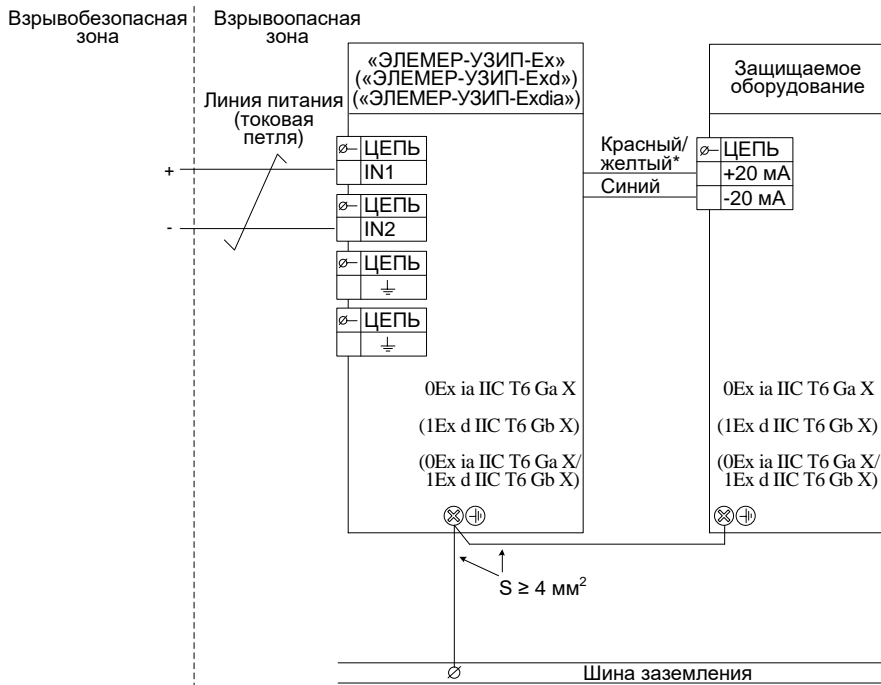 Взрывобезопасная
зона
Взрывоопасная
зона
«ЭЛЕМЕР-УЗИП-Ex»
(«ЭЛЕМЕР-УЗИП-Exd»)
(«ЭЛЕМЕР-УЗИП-Exdia»)
Защищаемое
оборудование
Линия питания
(токовая
петля)
+
-
ЦЕПЬ
IN1
ЦЕПЬ
IN2
ЦЕПЬ
ЦЕПЬ
Красный/
желтый*
Синий
ЦЕПЬ
+20 мА
-20 мА
0Ex ia IIC T6 Ga X
(1Ex d IIC T6 Gb X)
(0Ex ia IIC T6 Ga X/
1Ex d IIC T6 Gb X)
0Ex ia IIC T6 Ga X
(1Ex d IIC T6 Gb X)
(0Ex ia IIC T6 Ga X/
1Ex d IIC T6 Gb X)
S ≥ 4 мм²
Шина заземления